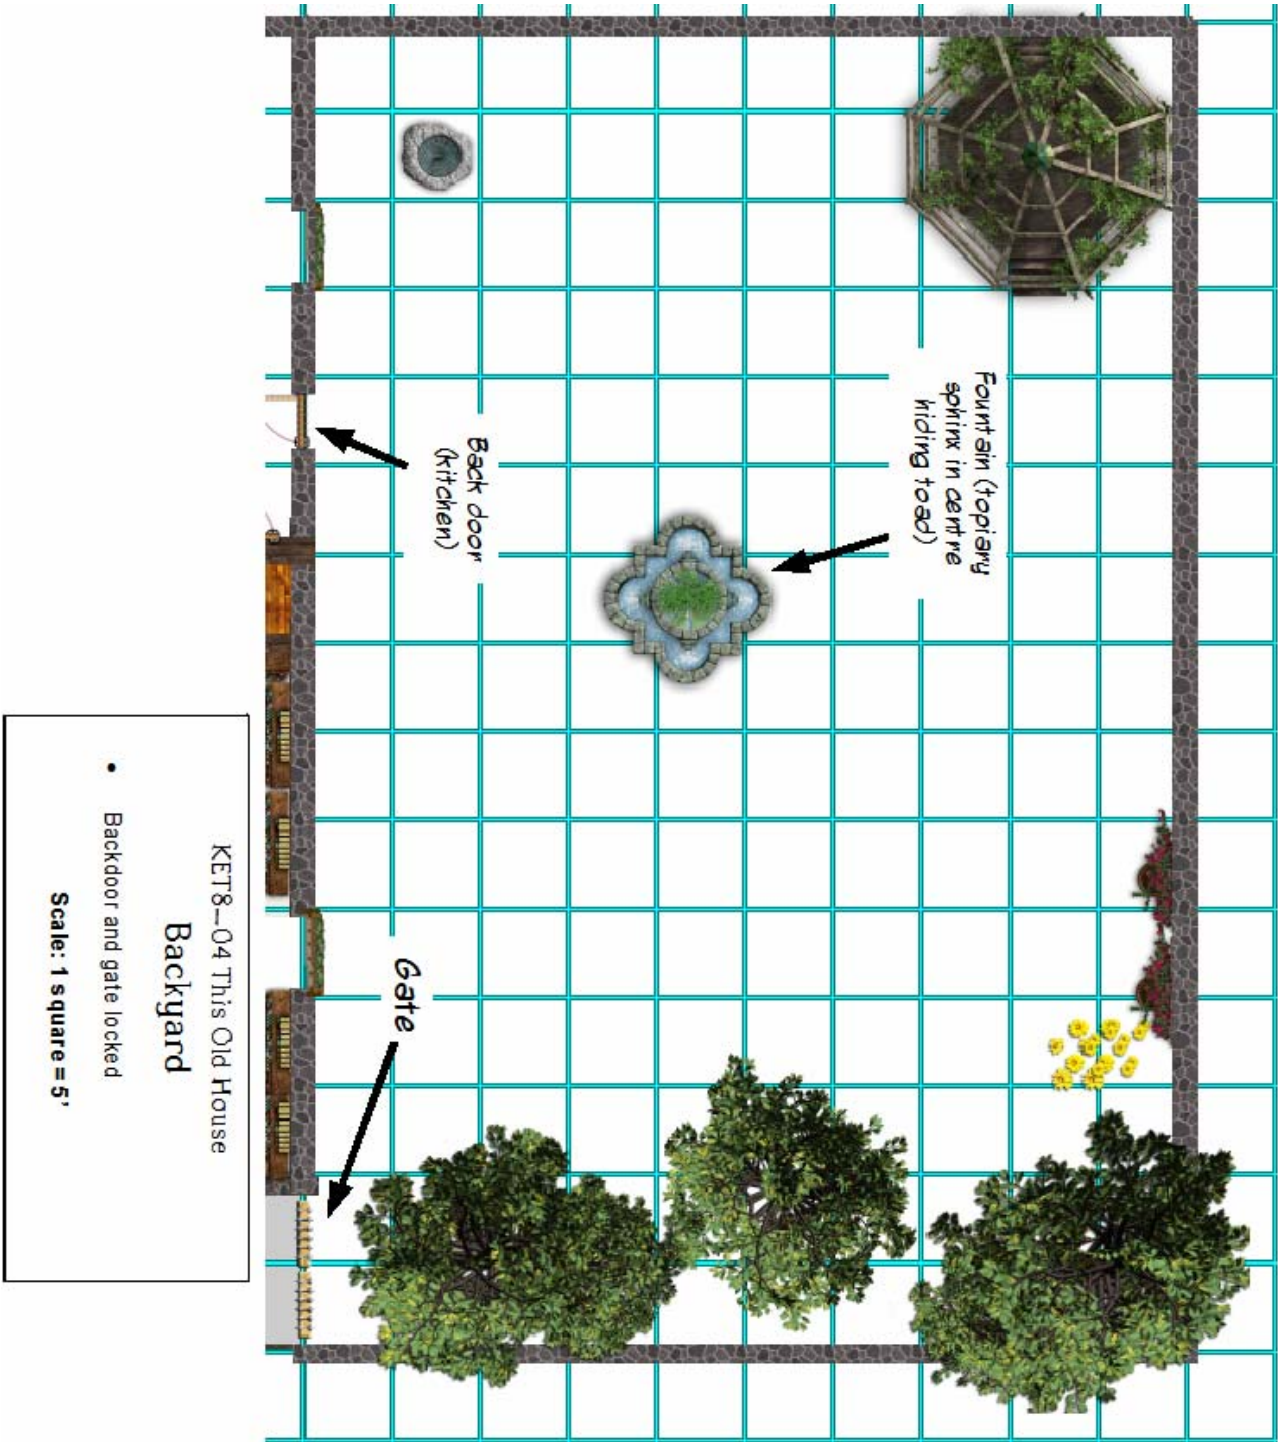 Fountain (topiary
sphinx in centre
hiding toad)
Back door
(kitchen)
Gate
KET8-04 This Old House
Backyard
• Backdoor and gate locked
Scale: 1 square = 5'